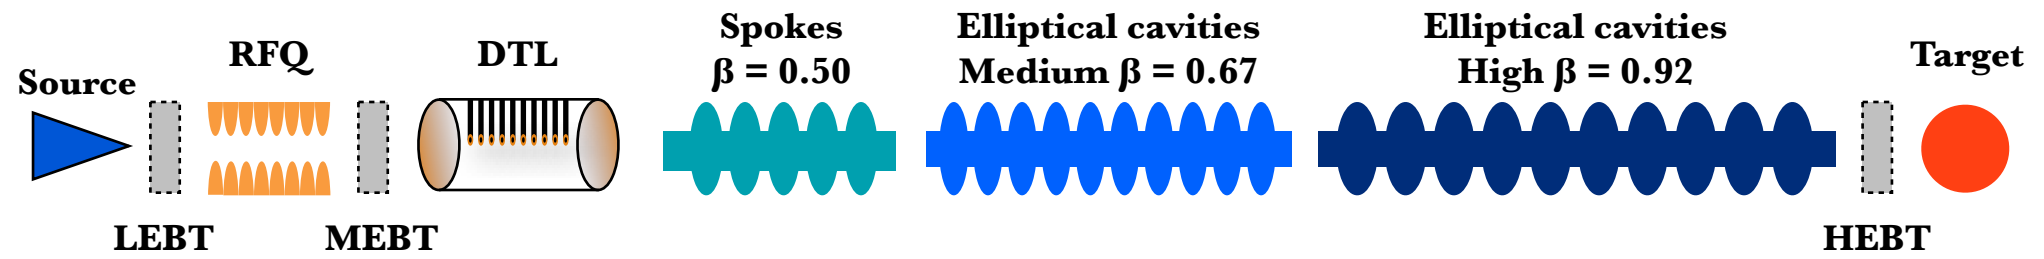 Source
LEBT
RFQ
MEBT
DTL
Spokes
β = 0.50
Elliptical cavities
Medium β = 0.67
Elliptical cavities
High β = 0.92
HEBT
Target